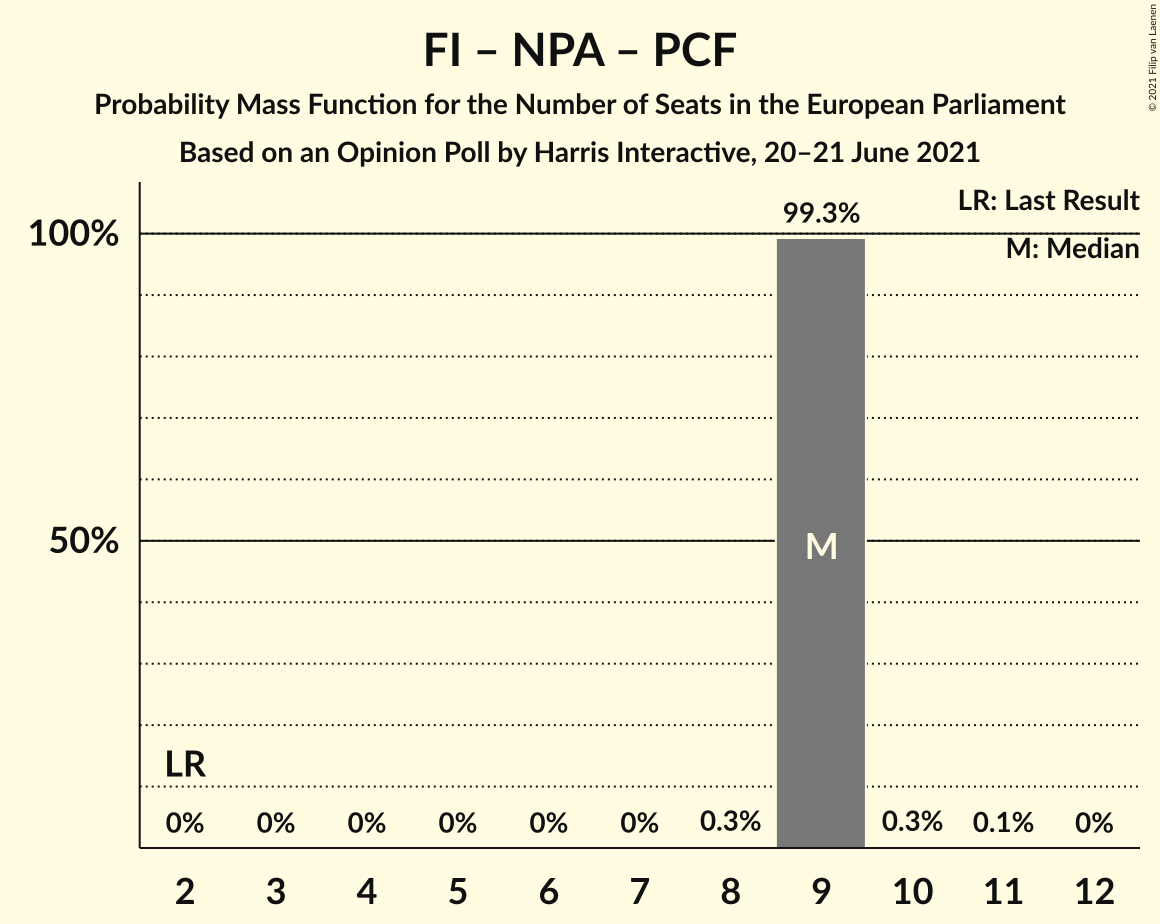 FI – NPA – PCF
Probability Mass Function for the Number of Seats in the European Parliament
Based on an Opinion Poll by Harris Interactive, 20–21 June 2021
© 2021 Filip van Laenen
LR: Last Result
M: Median
99.3%
100%
50%
M
LR
0% 0% 0% 0% 0% 0% 0.3% 0.3% 0.1% 0%
2 3 4 5 6 7 8 9 10 11 12